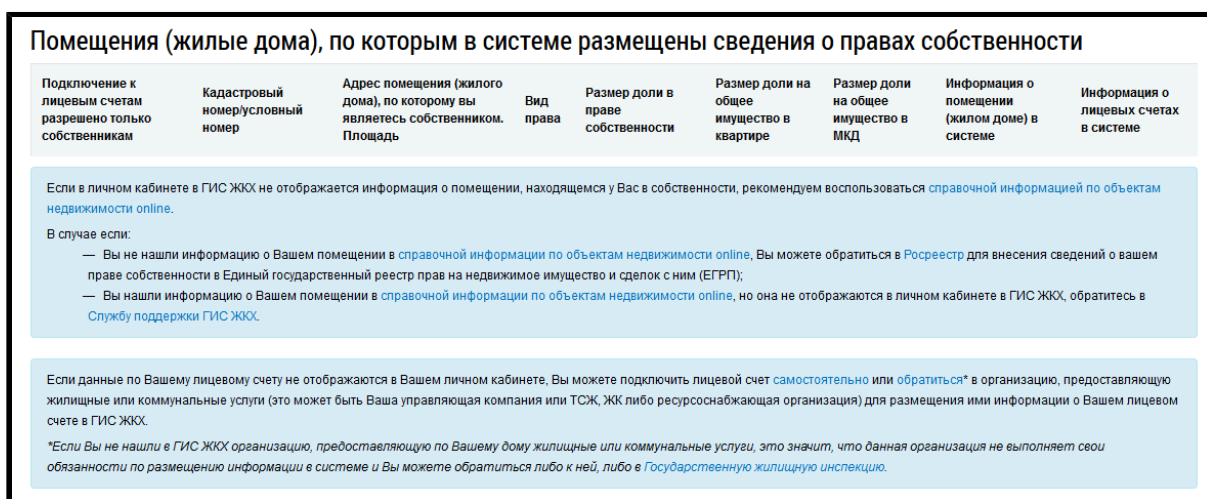 Помещения (жилые дома), по которым в системе размещены сведения о правах собственности
Подключение к лицевым счетам разрешено только собственникам
Кадастровый номер/условный номер
Адрес помещения (жилого дома), по которому вы являетесь собственником. Площадь
Вид права
Размер доли в праве собственности
Размер доли на общее имущество в квартире
Размер доли на общее имущество в МКД
Информация о помещении (жилом доме) в системе
Информация о лицевых счетах в системе
Если в личном кабинете в ГИС ЖКХ не отображается информация о помещении, находящемся у Вас в собственности, рекомендуем воспользоваться справочной информацией по объектам
недвижимости online.
В случае если:
— Вы не нашли информацию о Вашем помещении в справочной информации по объектам недвижимости online, Вы можете обратиться в Росреестр для внесения сведений о вашем
праве собственности в Единый государственный реестр прав на недвижимое имущество и сделок с ним (ЕГРП);
— Вы нашли информацию о Вашем помещении в справочной информации по объектам недвижимости online, но она не отображаются в личном кабинете в ГИС ЖКХ, обратитесь в
Службу поддержки ГИС ЖКХ.
Если данные по Вашему лицевому счету не отображаются в Вашем личном кабинете, Вы можете подключить лицевой счет самостоятельно или обратиться* в организацию, предоставляющую
жилищные или коммунальные услуги (это может быть Ваша управляющая компания или ТСЖ, ЖК либо ресурсоснабжающая организация) для размещения ими информации о Вашем лицевом
счете в ГИС ЖКХ.
*Если Вы не нашли в ГИС ЖКХ организацию, предоставляющую по Вашему дому жилищные или коммунальные услуги, это значит, что данная организация не выполняет свои
обязанности по размещению информации в системе и Вы можете обратиться либо к ней, либо в Государственную жилищную инспекцию.